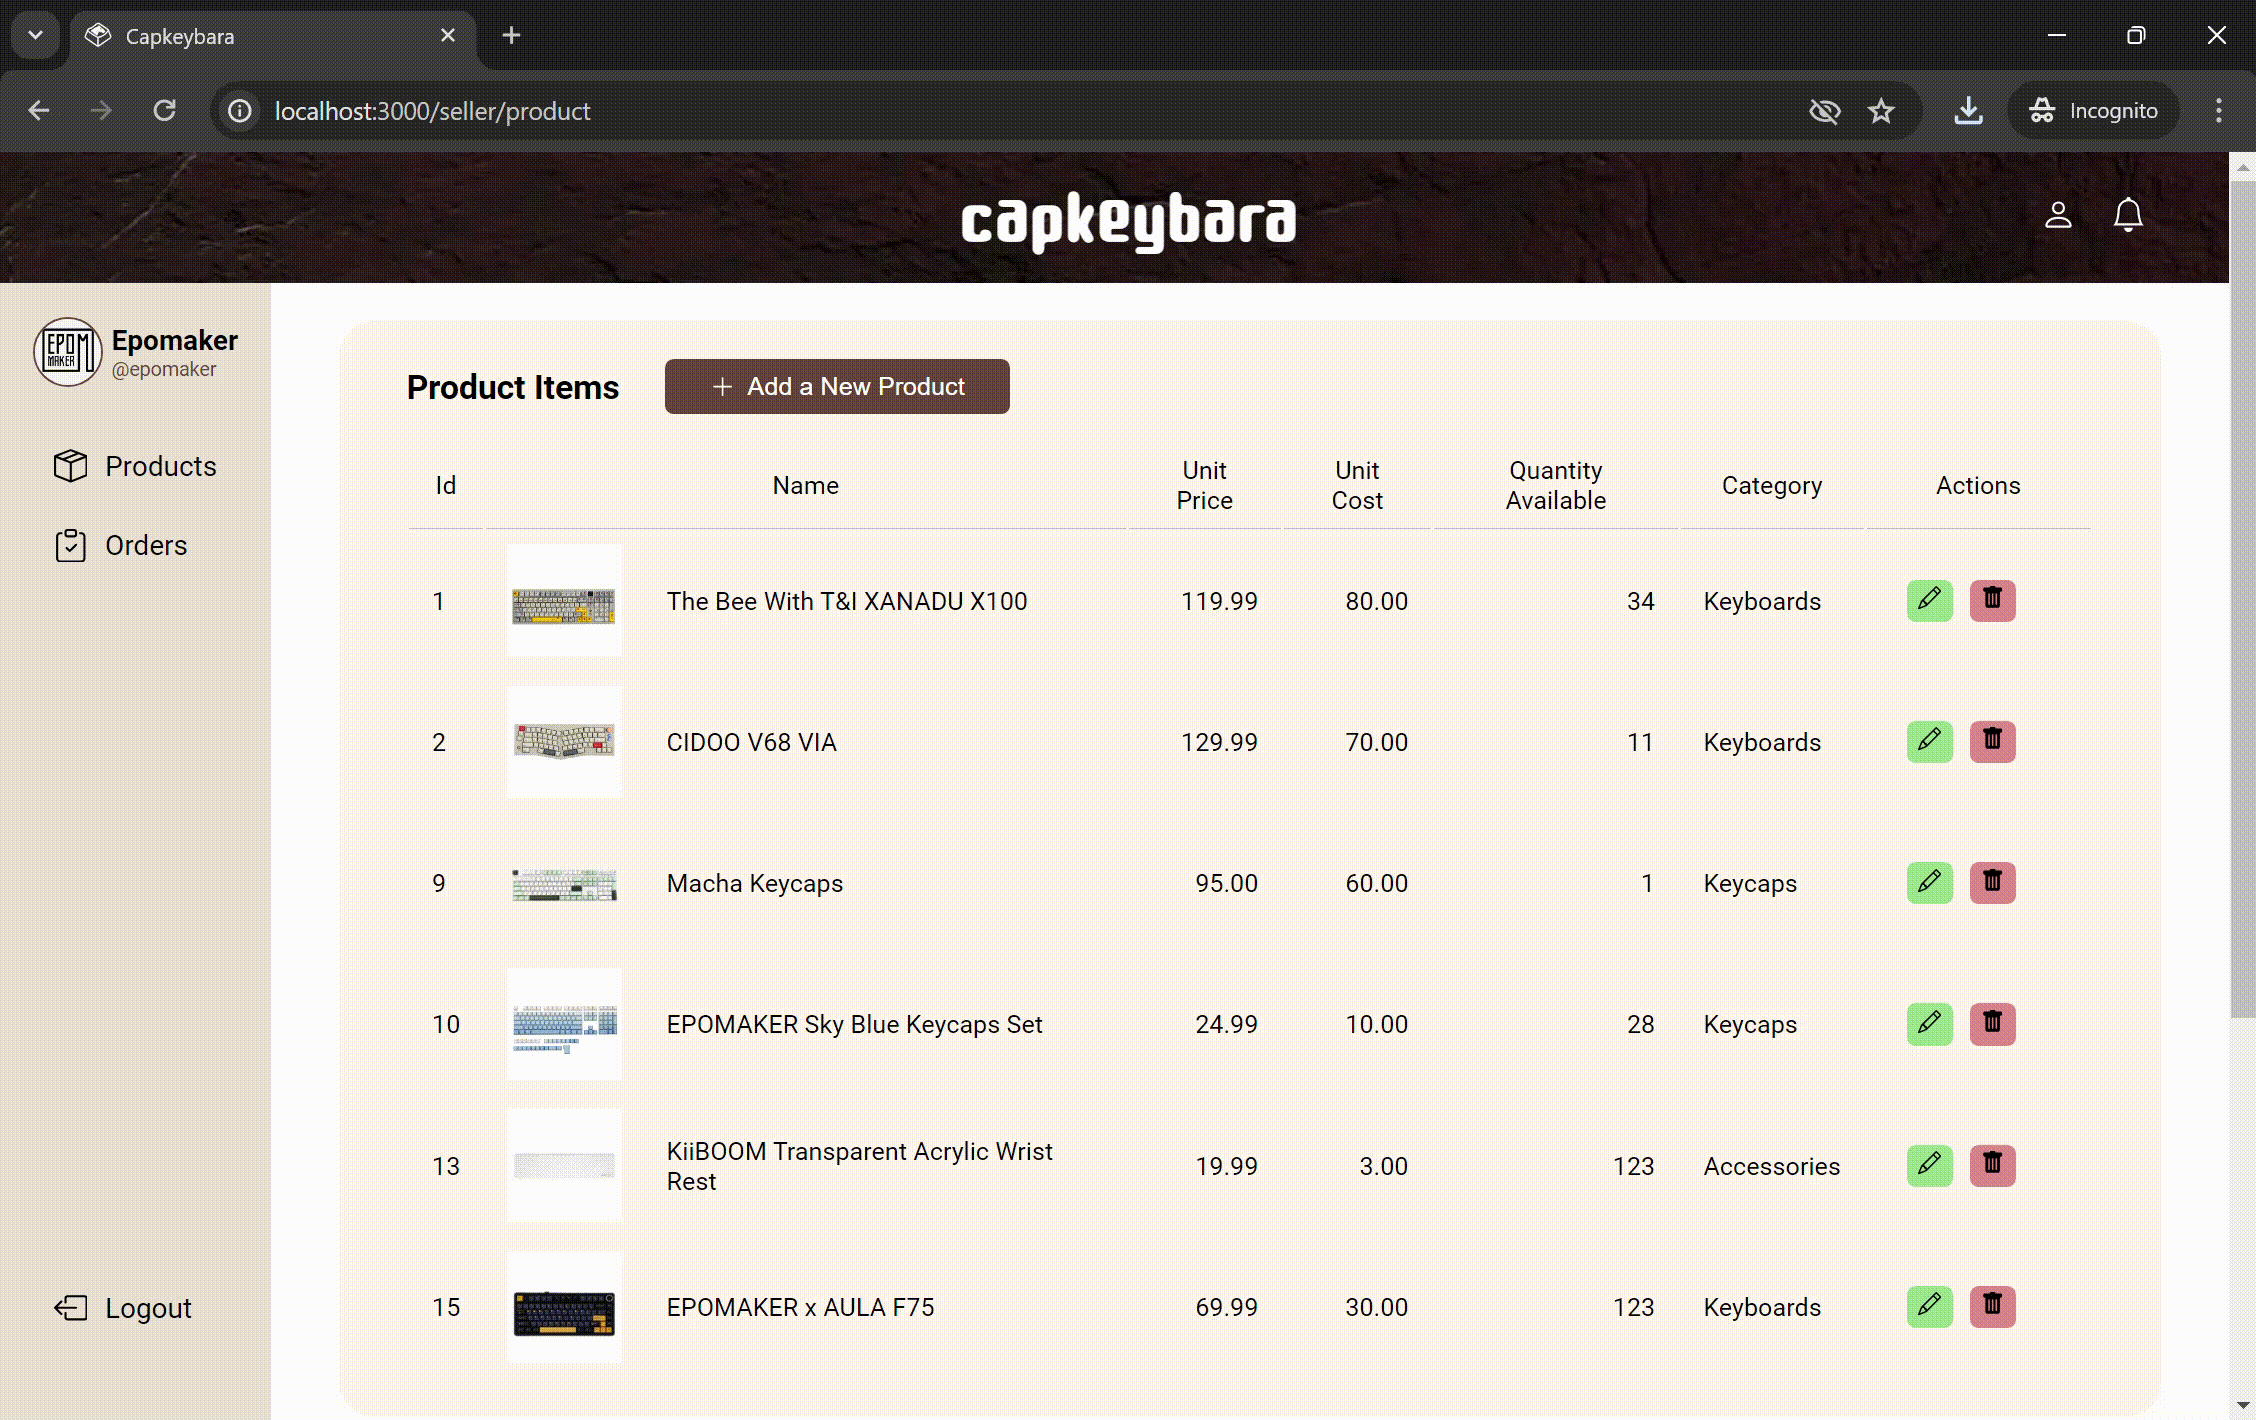 Capkeybara
localhost:3000/seller/product
Incognito
capkeybara
EPOM
MAKER
Epomaker
@epomaker
Products
Orders
Logout
Product Items
+ Add a New Product
Id Name Unit Price Unit Cost Quantity Available Category Actions
1 The Bee With T&I XANADU X100 119.99 80.00 34 Keyboards
2 CIDOO V68 VIA 129.99 70.00 11 Keyboards
9 Macha Keycaps 95.00 60.00 1 Keycaps
10 EPOMAKER Sky Blue Keycaps Set 24.99 10.00 28 Keycaps
13 KiiBOOM Transparent Acrylic Wrist Rest 19.99 3.00 123 Accessories
15 EPOMAKER x AULA F75 69.99 30.00 123 Keyboards